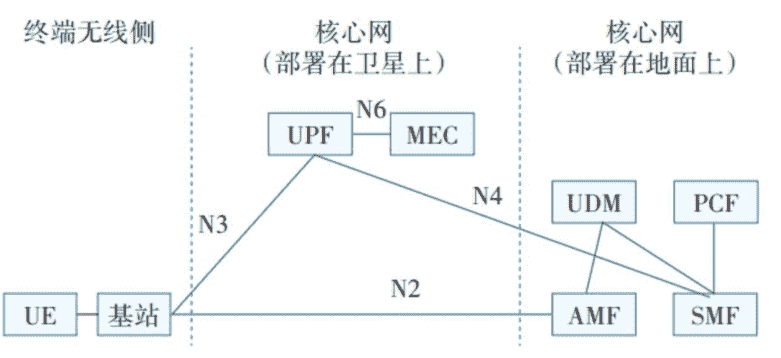 终端无线侧
核心网
（部署在卫星上）
核心网
（部署在地面上）
N6
UPF
MEC
N3
N4
UDM
PCF
N2
UE
基站
AMF
SMF